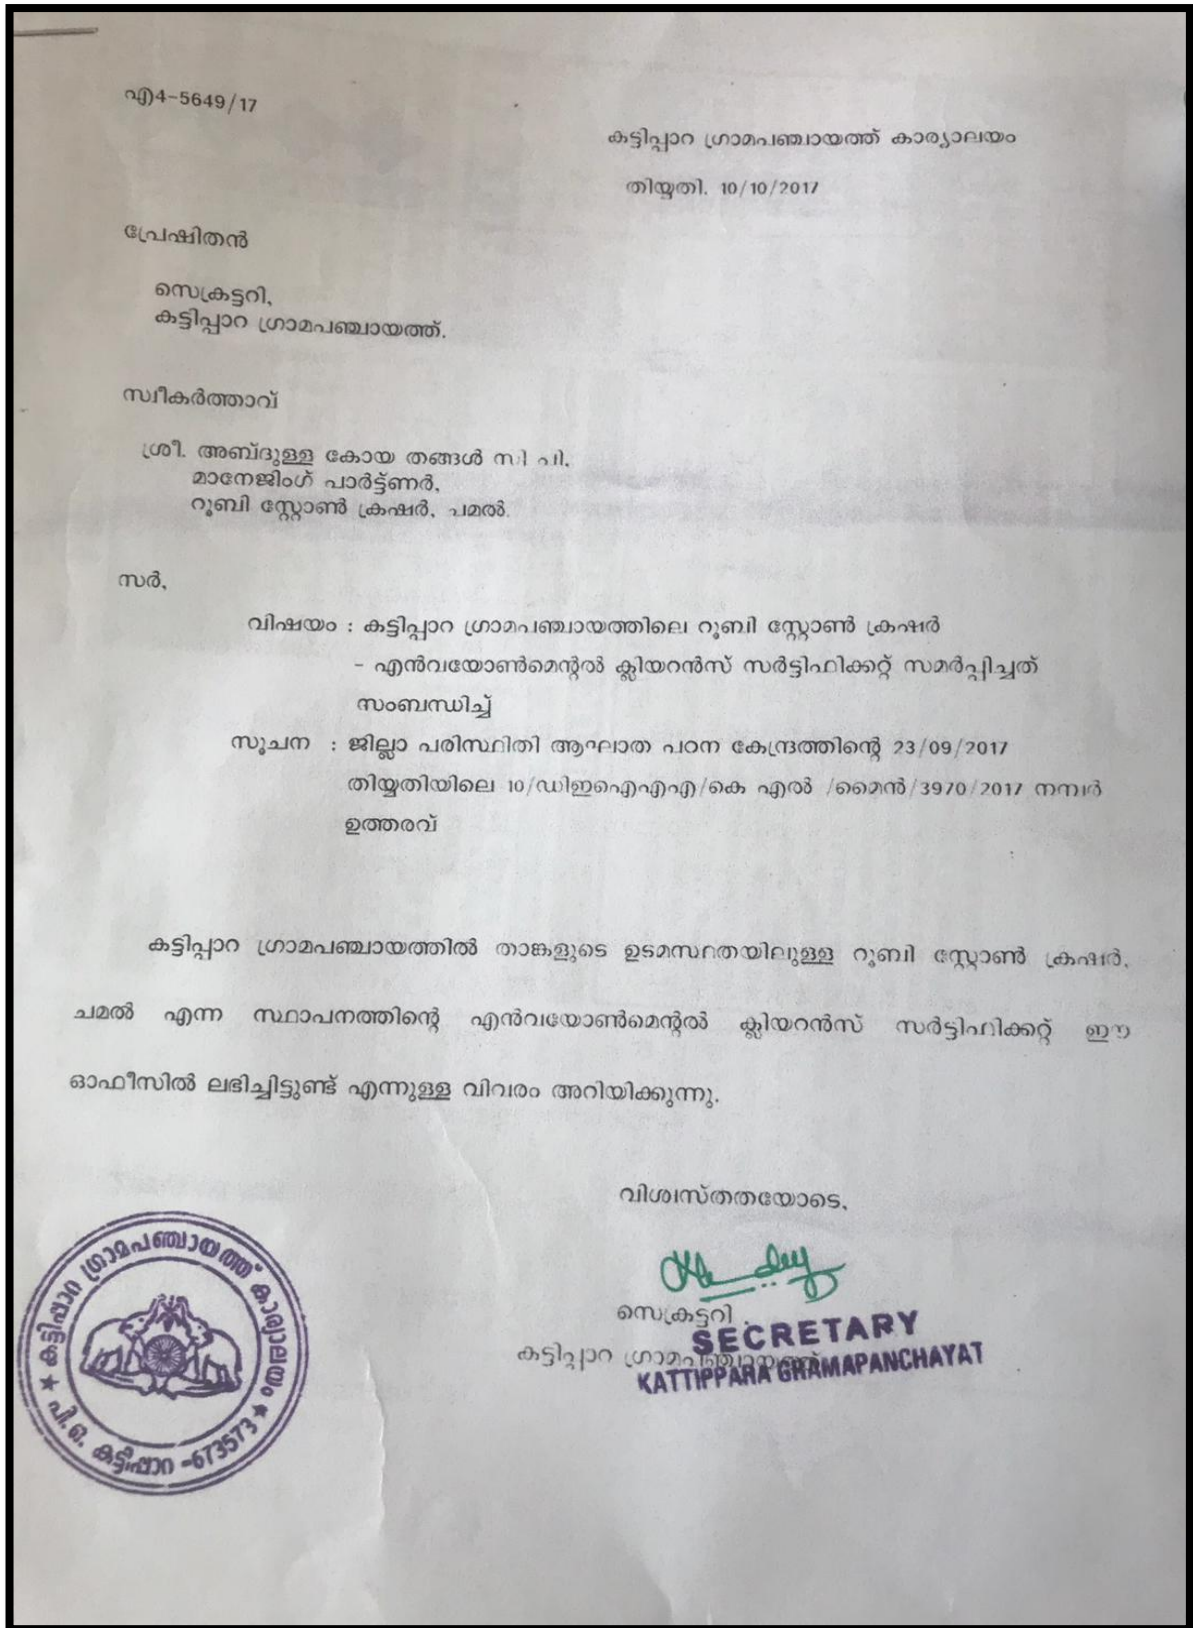 എ4-5649/17
കട്ടിപ്പാറ ഗ്രാമപഞ്ചായത്ത് കാര്യാലയം
തിയ്യതി. 10/10/2017
പ്രേഷിതൻ
സെക്രട്ടറി,
കട്ടിപ്പാറ ഗ്രാമപഞ്ചായത്ത്.
സ്വീകർത്താവ്
ശ്രീ. അബ്ദുള്ള കോയ തങ്ങൾ സി പി.
മാനേജിംഗ് പാർട്ട്ണർ,
റൂബി സ്റ്റോൺ ക്രഷർ, ചമൽ.
സർ,
വിഷയം : കട്ടിപ്പാറ ഗ്രാമപഞ്ചായത്തിലെ റൂബി സ്റ്റോൺ ക്രഷർ
- എൻവയോൺമെന്റൽ ക്ലിയറൻസ് സർട്ടിഫിക്കറ്റ് സമർപ്പിച്ചത്
സംബന്ധിച്ച്
സൂചന : ജില്ലാ പരിസ്ഥിതി ആഘാത പഠന കേന്ദ്രത്തിന്റെ 23/09/2017
തിയ്യതിയിലെ 10/ഡിഇഐഎഎ/കെ എൽ /മൈൻ/3970/2017 നമ്പർ
ഉത്തരവ്
കട്ടിപ്പാറ ഗ്രാമപഞ്ചായത്തിൽ താങ്കളുടെ ഉടമസ്ഥതയിലുള്ള റൂബി സ്റ്റോൺ ക്രഷർ,
ചമൽ എന്ന സ്ഥാപനത്തിന്റെ എൻവയോൺമെന്റൽ ക്ലിയറൻസ് സർട്ടിഫിക്കറ്റ് ഈ
ഓഫീസിൽ ലഭിച്ചിട്ടുണ്ട് എന്നുള്ള വിവരം അറിയിക്കുന്നു.
വിശ്വസ്തതയോടെ,
സെക്രട്ടറി
SECRETARY
കട്ടിപ്പാറ ഗ്രാമപഞ്ചായത്ത്
KATTIPPARA GRAMAPANCHAYAT
കട്ടിപ്പാറ ഗ്രാമപഞ്ചായത്ത് കാര്യാലയം
പി.ഒ. കട്ടിപ്പാറ -673573